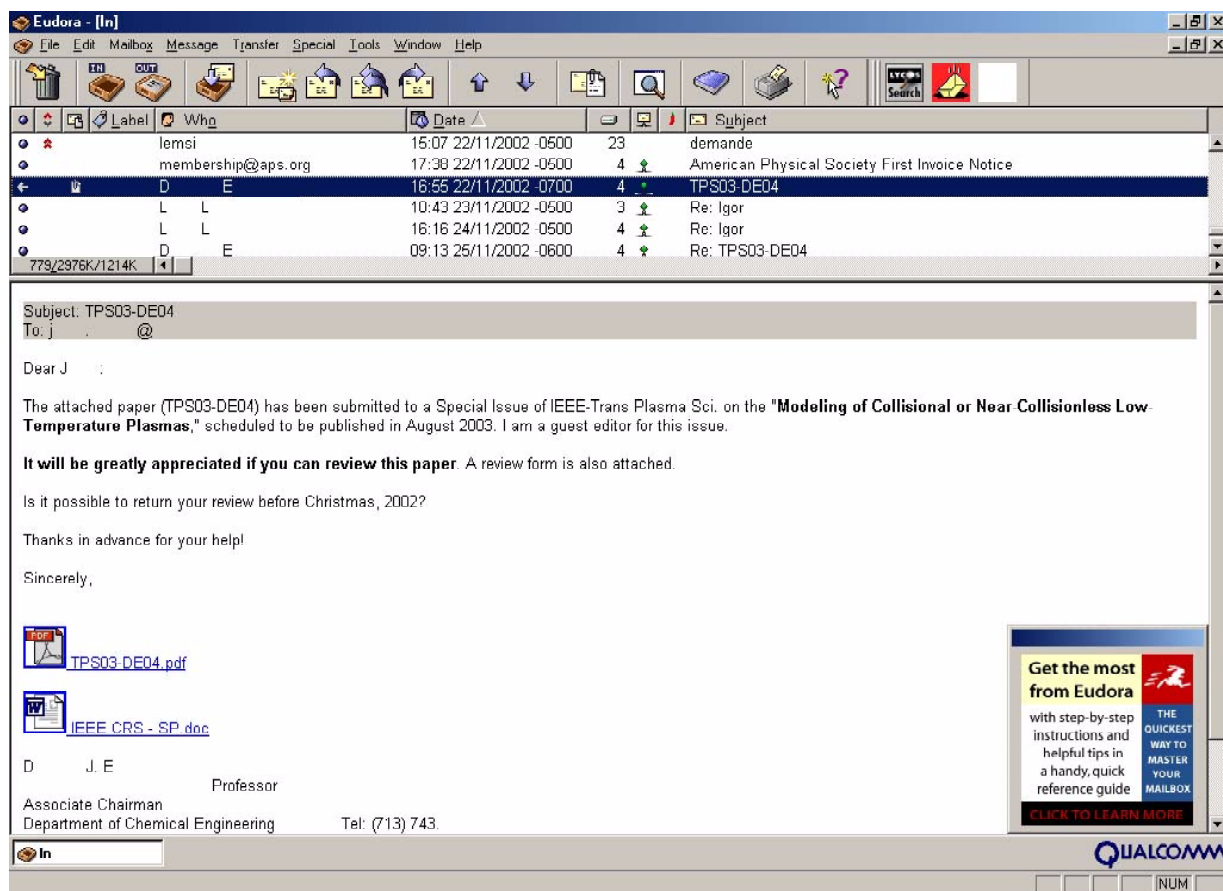 Eudora - [In]
File Edit Mailbox Message Transfer Special Tools Window Help
IN OUT LYCOS Search
Label Who Date Subject
lemsi 15:07 22/11/2002 -0500 23 demande
membership@aps.org 17:38 22/11/2002 -0500 4 American Physical Society First Invoice Notice
D E 16:55 22/11/2002 -0700 4 TPS03-DE04
L L 10:43 23/11/2002 -0500 3 Re: Igor
L L 16:16 24/11/2002 -0500 4 Re: Igor
D E 09:13 25/11/2002 -0600 4 Re: TPS03-DE04
779/2976K/1214K
Subject: TPS03-DE04
To: j . @
Dear J :
The attached paper (TPS03-DE04) has been submitted to a Special Issue of IEEE-Trans Plasma Sci. on the "Modeling of Collisional or Near-Collisionless Low-
Temperature Plasmas," scheduled to be published in August 2003. I am a guest editor for this issue.
It will be greatly appreciated if you can review this paper. A review form is also attached.
Is it possible to return your review before Christmas, 2002?
Thanks in advance for your help!
Sincerely,
PDF
TPS03-DE04.pdf
W
IEEE CRS - SP.doc
D J. E
Professor
Associate Chairman
Department of Chemical Engineering Tel: (713) 743.
Get the most
from Eudora
with step-by-step
instructions and
helpful tips in
a handy, quick
reference guide
THE
QUICKEST
WAY TO
MASTER
YOUR
MAILBOX
CLICK TO LEARN MORE
In
QUALCOMM
NUM